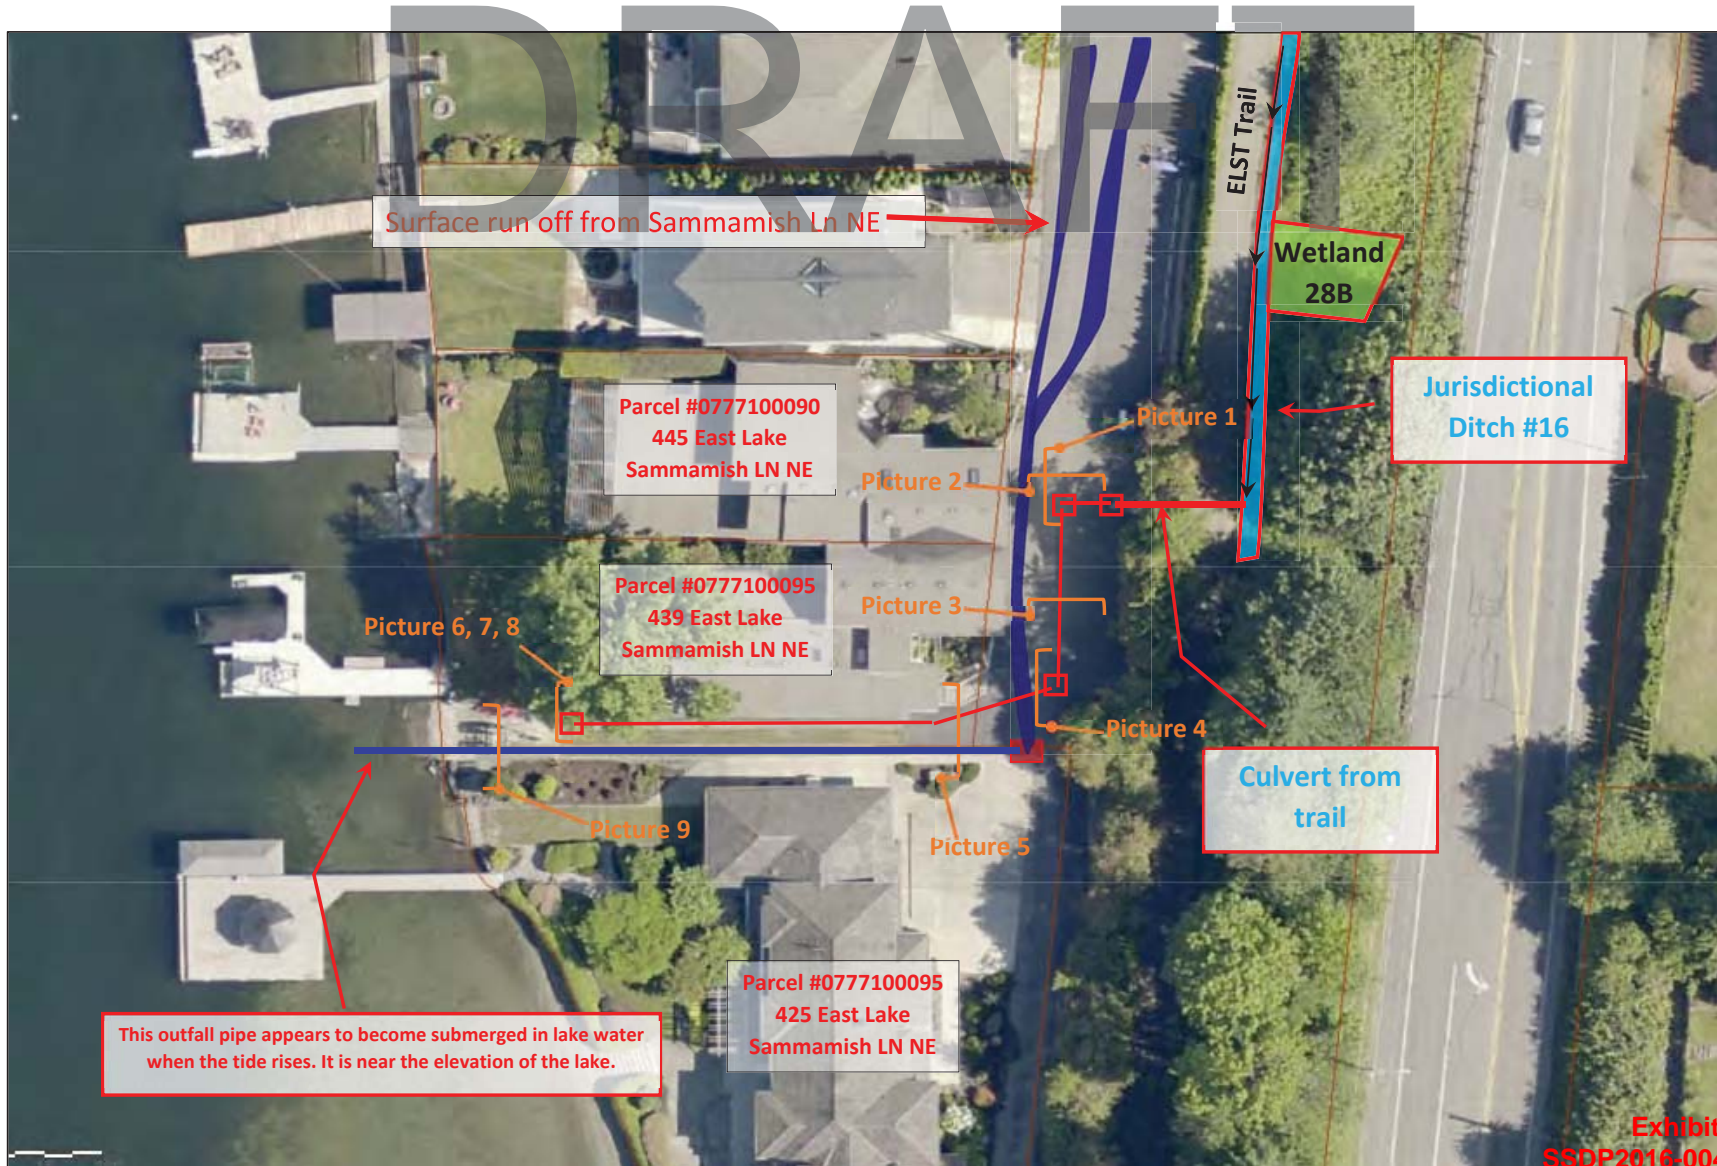 DRAFT
ELST Trail
Surface run off from Sammamish Ln NE
Wetland
28B
Jurisdictional
Ditch #16
Parcel #0777100090
445 East Lake
Sammamish LN NE
Picture 1
Picture 2
Parcel #0777100095
439 East Lake
Sammamish LN NE
Picture 3
Picture 6, 7, 8
Picture 4
Culvert from
trail
Picture 9
Picture 5
Parcel #0777100095
425 East Lake
Sammamish LN NE
This outfall pipe appears to become submerged in lake water
when the tide rises. It is near the elevation of the lake.
Exhibit
SSDP2016-004